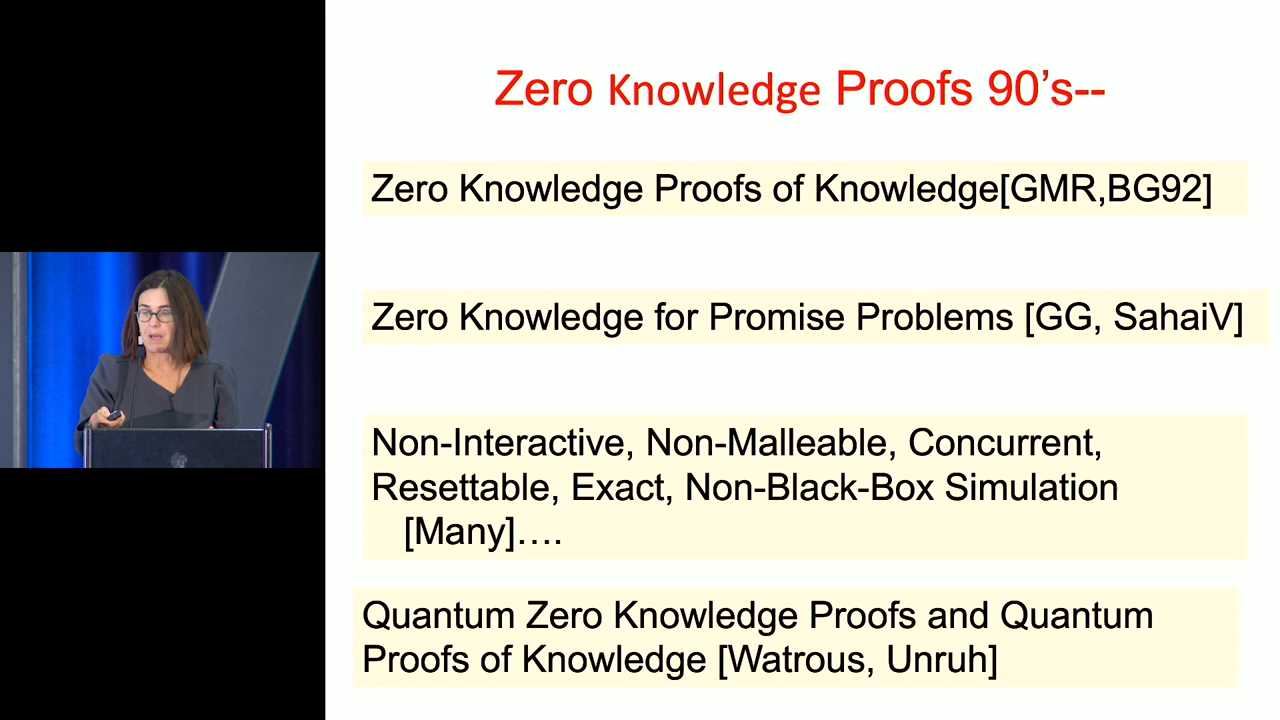 Zero Knowledge Proofs 90’s--
Zero Knowledge Proofs of Knowledge[GMR,BG92]
Zero Knowledge for Promise Problems [GG, SahaiV]
Non-Interactive, Non-Malleable, Concurrent,
Resettable, Exact, Non-Black-Box Simulation
[Many]….
Quantum Zero Knowledge Proofs and Quantum
Proofs of Knowledge [Watrous, Unruh]